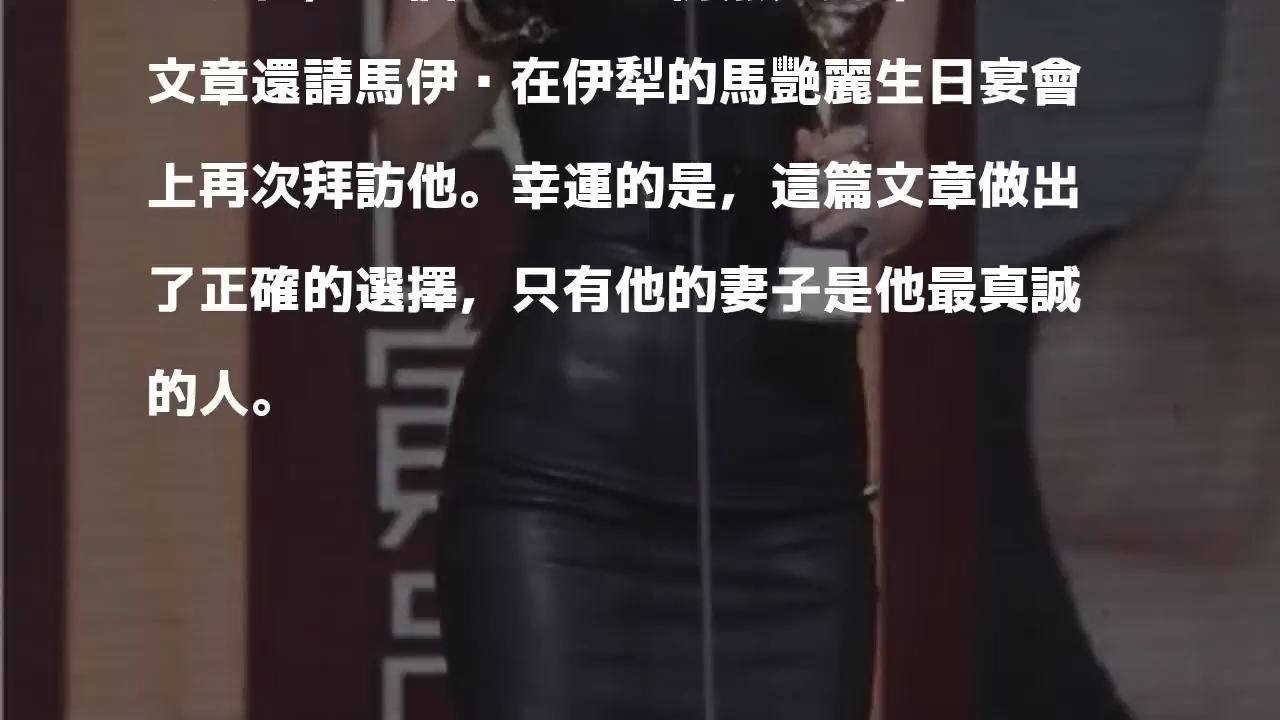 文章還請馬伊·在伊犁的馬艷麗生日宴會
上再次拜訪他。幸運的是，這篇文章做出
了正確的選擇，只有他的妻子是他最真誠
的人。